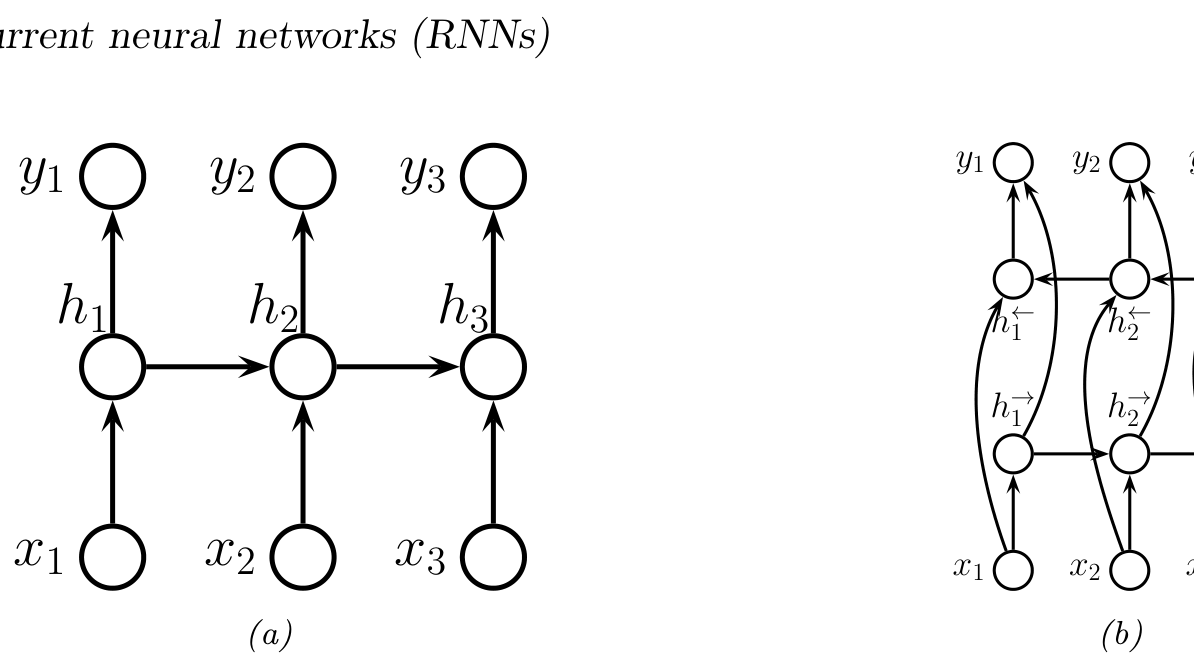 rrent neural networks (RNNs)
y₁ y₂ y₃
h₁ h₂ h₃
x₁ x₂ x₃
(a)
y₁ y₂
h₁← h₂←
h₁→ h₂→
x₁ x₂
(b)